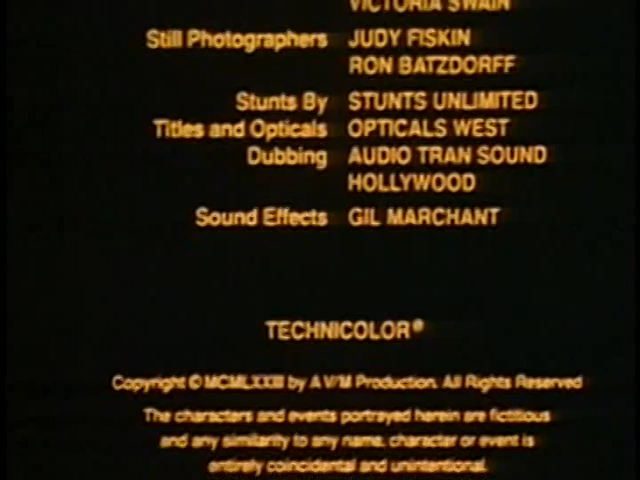 VICTORIA SWAIN
Still Photographers JUDY FISKIN
RON BATZDORFF
Stunts By STUNTS UNLIMITED
Titles and Opticals OPTICALS WEST
Dubbing AUDIO TRAN SOUND
HOLLYWOOD
Sound Effects GIL MARCHANT
TECHNICOLOR®
Copyright © MCMLXXIII by A V/M Production. All Rights Reserved
The characters and events portrayed herein are fictitious
and any similarity to any name, character or event is
entirely coincidental and unintentional.